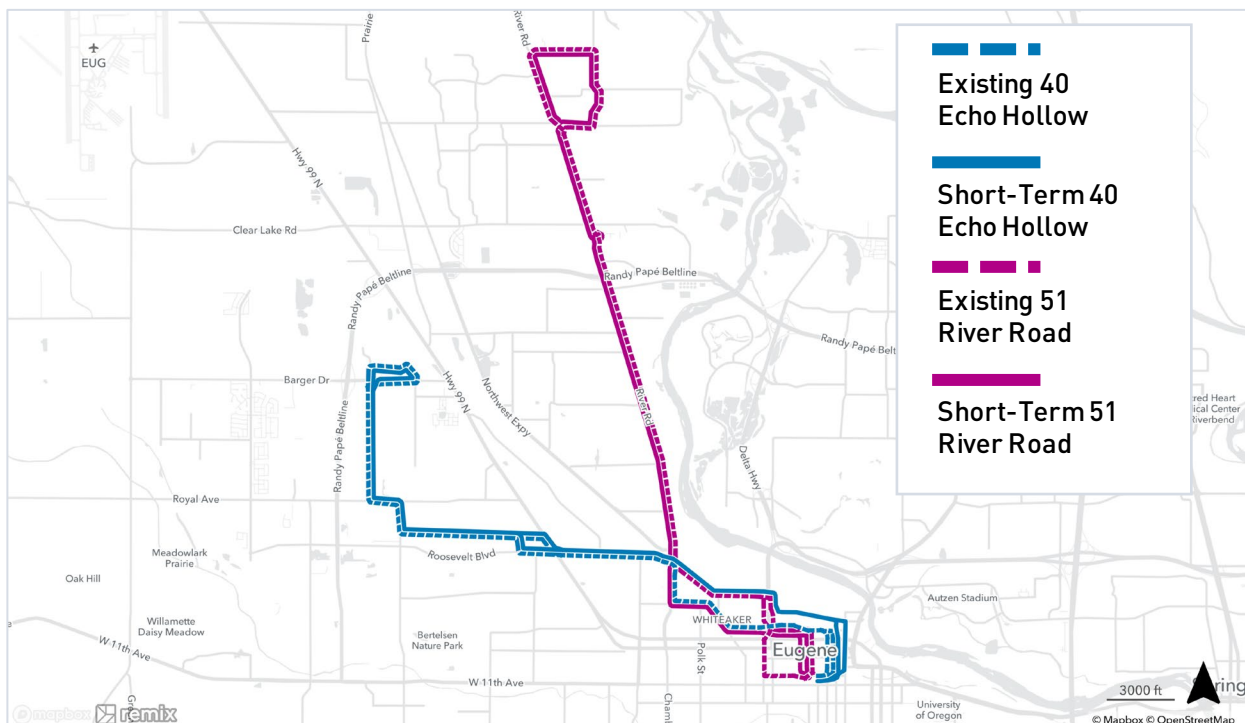 River Rd
Prairie
EUG
Hwy 99 N
Clear Lake Rd
Randy Papé Beltline
Randy Papé Beltline
Randy Papé Belt
Barger Dr
Hwy 99 N
Northwest Expy
River Rd
Randy Papé Beltline
Delta Hwy
Royal Ave
Meadowlark
Prairie
Roosevelt Blvd
Oak Hill
Autzen Stadium
Willamette
Daisy Meadow
WHITEAKER
Bertelsen
Nature Park
Polk St
Eugene
W 11th Ave
W 11th Ave
University
of Oregon
3000 ft
mapbox
remix
© Mapbox © OpenStreetMap
Existing 40
Echo Hollow
Short-Term 40
Echo Hollow
Existing 51
River Road
Short-Term 51
River Road